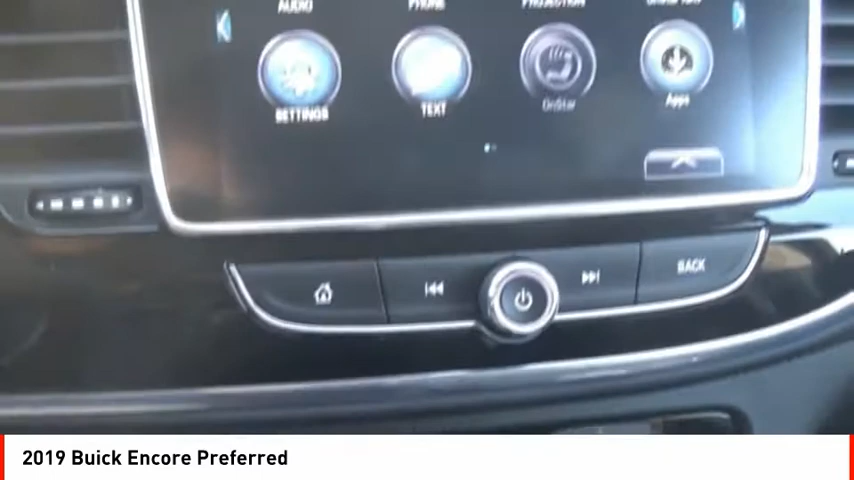 AUDIO PHONE PROJECTION
SETTINGS TEXT OnStar Apps
BACK
2019 Buick Encore Preferred